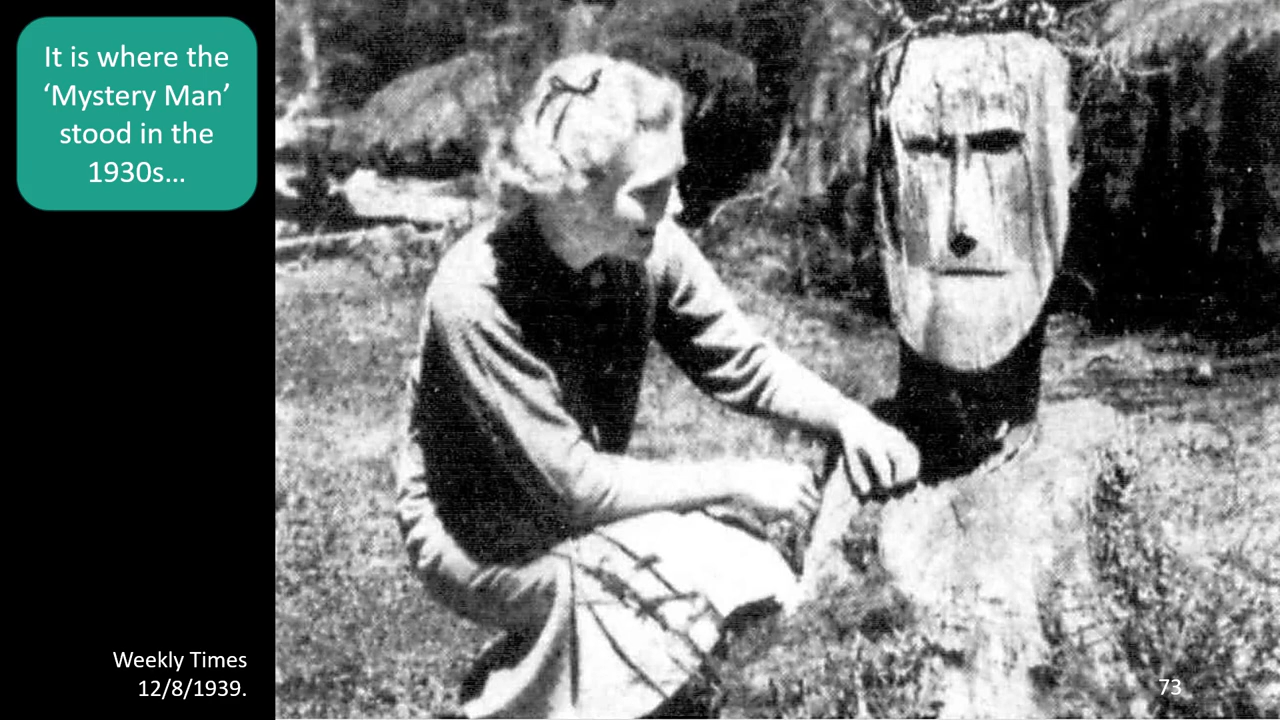 It is where the
‘Mystery Man’
stood in the
1930s…
Weekly Times
12/8/1939.
73